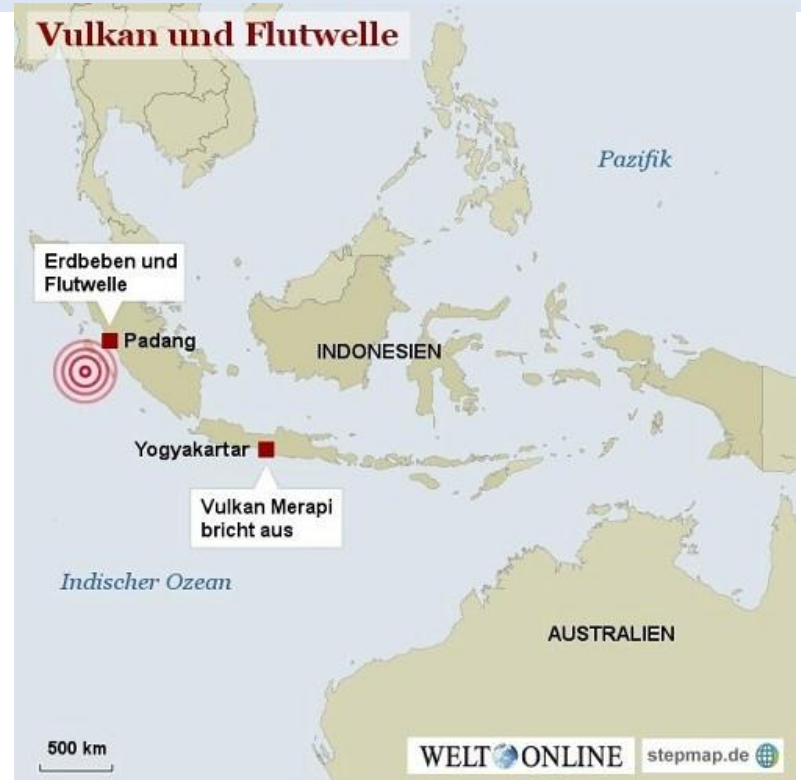 Vulkan und Flutwelle
Pazifik
Erdbeben und
Flutwelle
Padang
INDONESIEN
Yogyakartar
Vulkan Merapi
bricht aus
Indischer Ozean
AUSTRALIEN
500 km
WELT ONLINE
stepmap.de